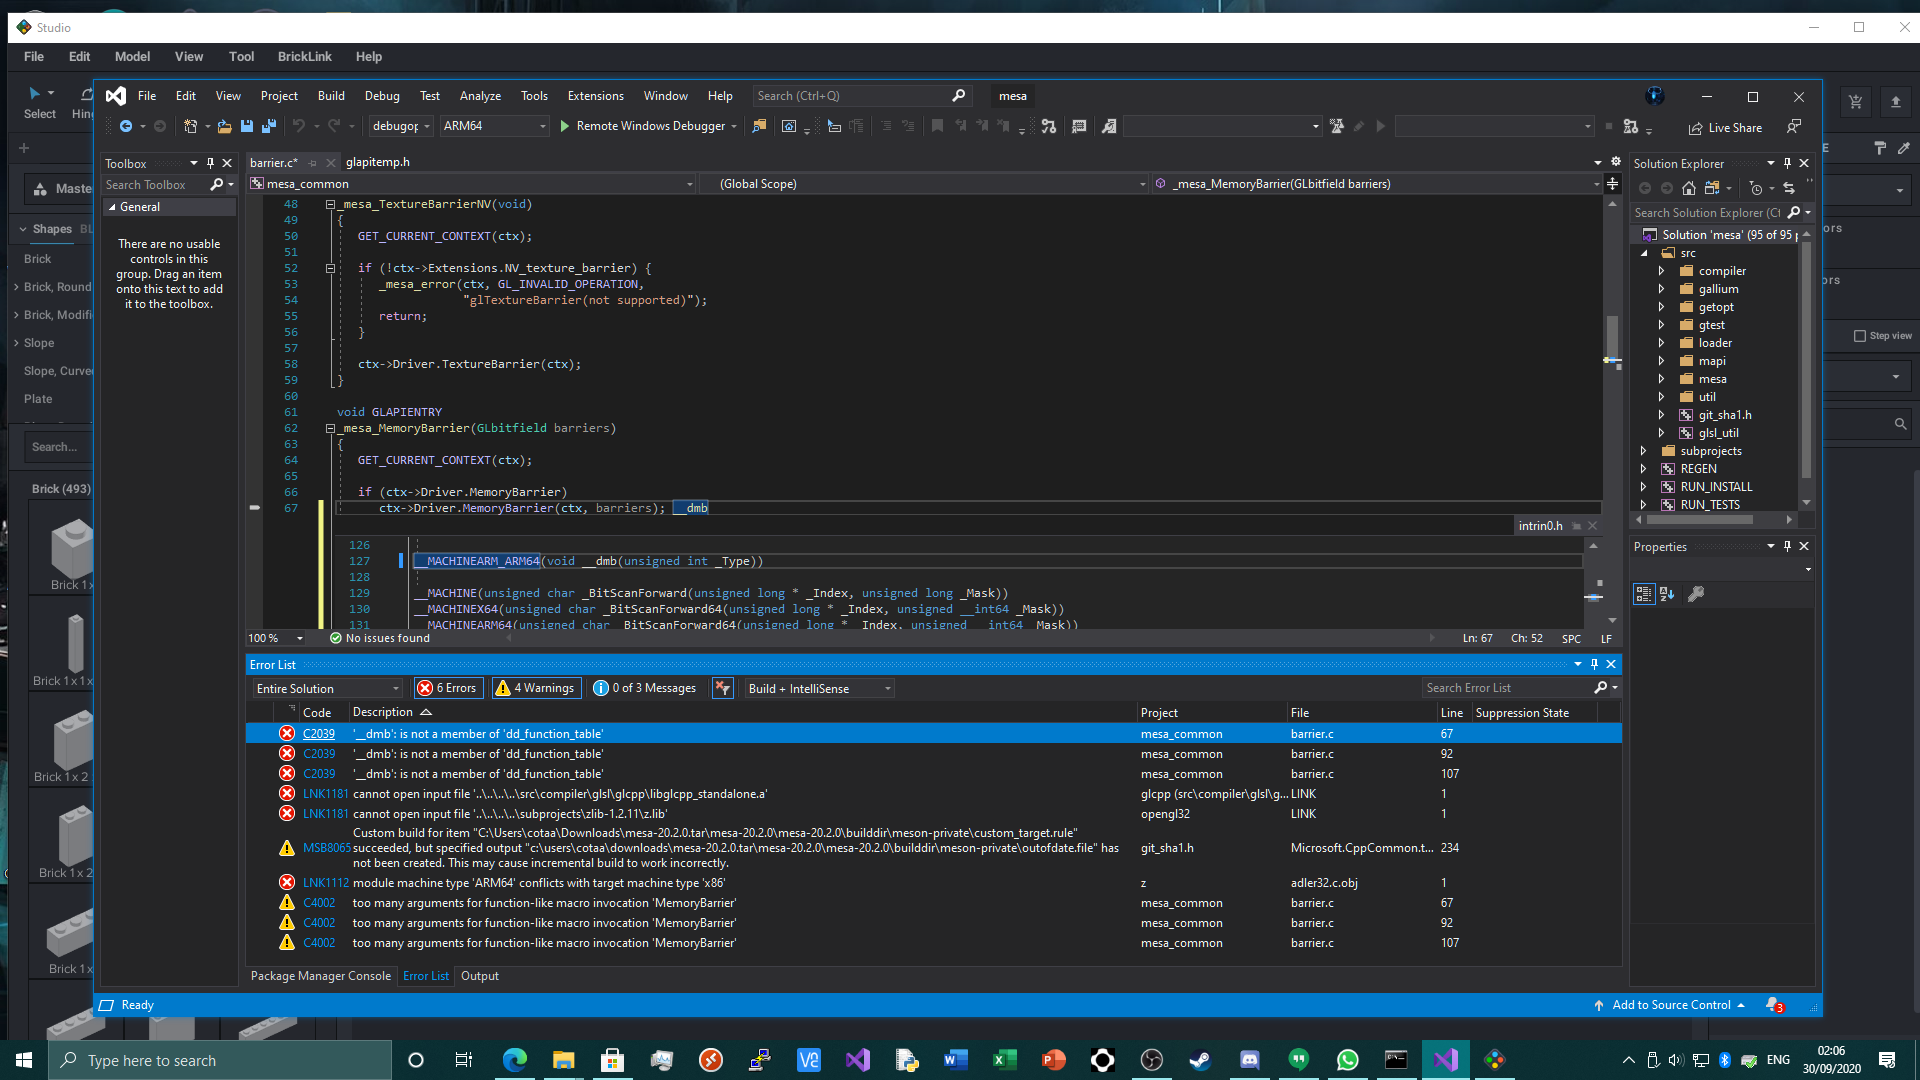 Studio
File Edit Model View Tool BrickLink Help
Select
File Edit View Project Build Debug Test Analyze Tools Extensions Window Help Search (Ctrl+Q) mesa
debugop ARM64 Remote Windows Debugger Live Share
Toolbox
Search Toolbox
General
There are no usable
controls in this
group. Drag an item
onto this text to add
it to the toolbox.
Shapes
Brick
Brick, Round
Slope
Plate
Search...
Brick (493)
barrier.c* glapitemp.h
mesa_common (Global Scope) _mesa_MemoryBarrier(GLbitfield barriers)
48 _mesa_TextureBarrierNV(void)
49 {
50 GET_CURRENT_CONTEXT(ctx);
51
52 if (!ctx->Extensions.NV_texture_barrier) {
53 _mesa_error(ctx, GL_INVALID_OPERATION,
54 "glTextureBarrier(not supported)");
55 return;
56 }
57
58 ctx->Driver.TextureBarrier(ctx);
59 }
60
61 void GLAPIENTRY
62 _mesa_MemoryBarrier(GLbitfield barriers)
63 {
64 GET_CURRENT_CONTEXT(ctx);
65
66 if (ctx->Driver.MemoryBarrier)
67 ctx->Driver.MemoryBarrier(ctx, barriers); __dmb
intrin0.h
126
127 __MACHINEARM_ARM64(void __dmb(unsigned int _Type))
128
129 __MACHINE(unsigned char _BitScanForward(unsigned long * _Index, unsigned long _Mask))
130 __MACHINEX64(unsigned char _BitScanForward64(unsigned long * _Index, unsigned __int64 _Mask))
131 __MACHINEARM64(unsigned char _BitScanForward64(unsigned long * _Index, unsigned __int64 _Mask))
100 % No issues found Ln: 67 Ch: 52 SPC LF
Error List
Entire Solution 6 Errors 4 Warnings 0 of 3 Messages Build + IntelliSense Search Error List
Code Description Project File Line Suppression State
C2039 '__dmb': is not a member of 'dd_function_table' mesa_common barrier.c 67
C2039 '__dmb': is not a member of 'dd_function_table' mesa_common barrier.c 92
C2039 '__dmb': is not a member of 'dd_function_table' mesa_common barrier.c 107
LNK1181 cannot open input file '..\..\..\..\src\compiler\glsl\glcpp\libglcpp_standalone.a' glcpp (src\compiler\glsl\g... LINK 1
LNK1181 cannot open input file '..\..\..\..\subprojects\zlib-1.2.11\z.lib' opengl32 LINK 1
Custom build for item "C:\Users\cotaa\Downloads\mesa-20.2.0.tar\mesa-20.2.0\mesa-20.2.0\builddir\meson-private\custom_target.rule"
MSB8065 succeeded, but specified output "c:\users\cotaa\downloads\mesa-20.2.0.tar\mesa-20.2.0\mesa-20.2.0\builddir\meson-private\outofdate.file" has git_sha1.h Microsoft.CppCommon.t... 234
not been created. This may cause incremental build to work incorrectly.
LNK1112 module machine type 'ARM64' conflicts with target machine type 'x86' z adler32.c.obj 1
C4002 too many arguments for function-like macro invocation 'MemoryBarrier' mesa_common barrier.c 67
C4002 too many arguments for function-like macro invocation 'MemoryBarrier' mesa_common barrier.c 92
C4002 too many arguments for function-like macro invocation 'MemoryBarrier' mesa_common barrier.c 107
Package Manager Console Error List Output
Solution Explorer
Search Solution Explorer (Ct
Solution 'mesa' (95 of 95 p
src
compiler
gallium
getopt
gtest
loader
mapi
mesa
util
git_sha1.h
glsl_util
subprojects
REGEN
RUN_INSTALL
RUN_TESTS
Properties
Step view
Ready Add to Source Control 3
Type here to search ENG 02:06
30/09/2020